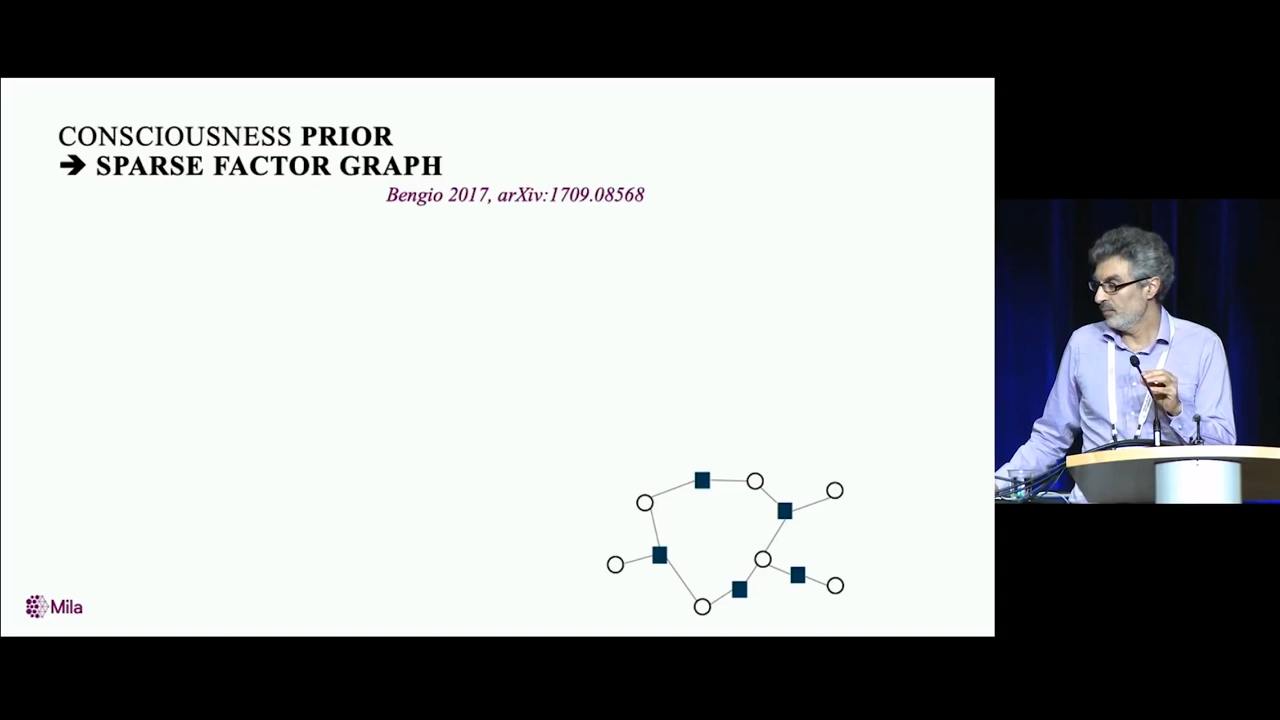 CONSCIOUSNESS PRIOR
➔ SPARSE FACTOR GRAPH
Bengio 2017, arXiv:1709.08568
Mila